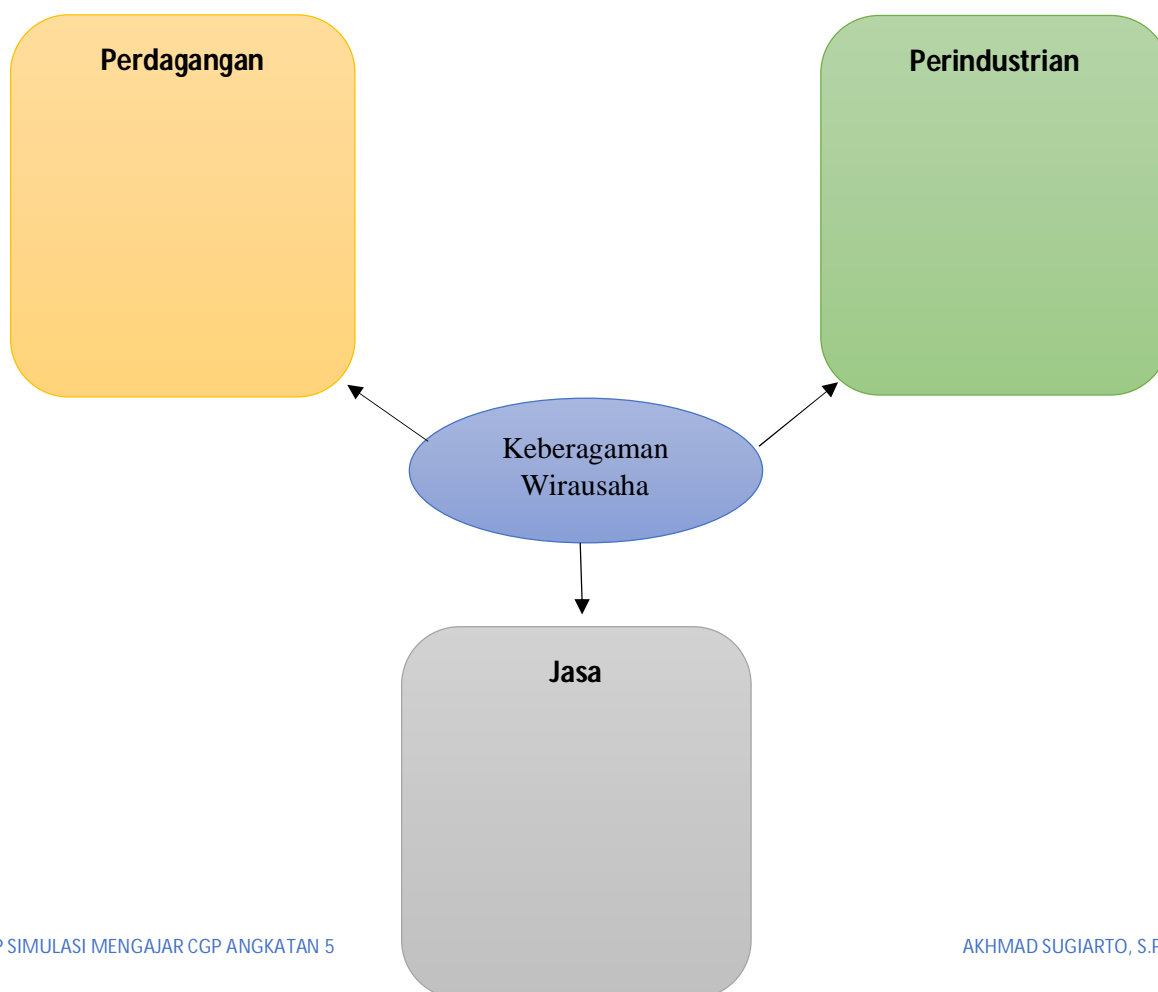 Perdagangan
Perindustrian
Keberagaman
Wirausaha
Jasa
SIMULASI MENGAJAR CGP ANGKATAN 5
AKHMAD SUGIARTO,